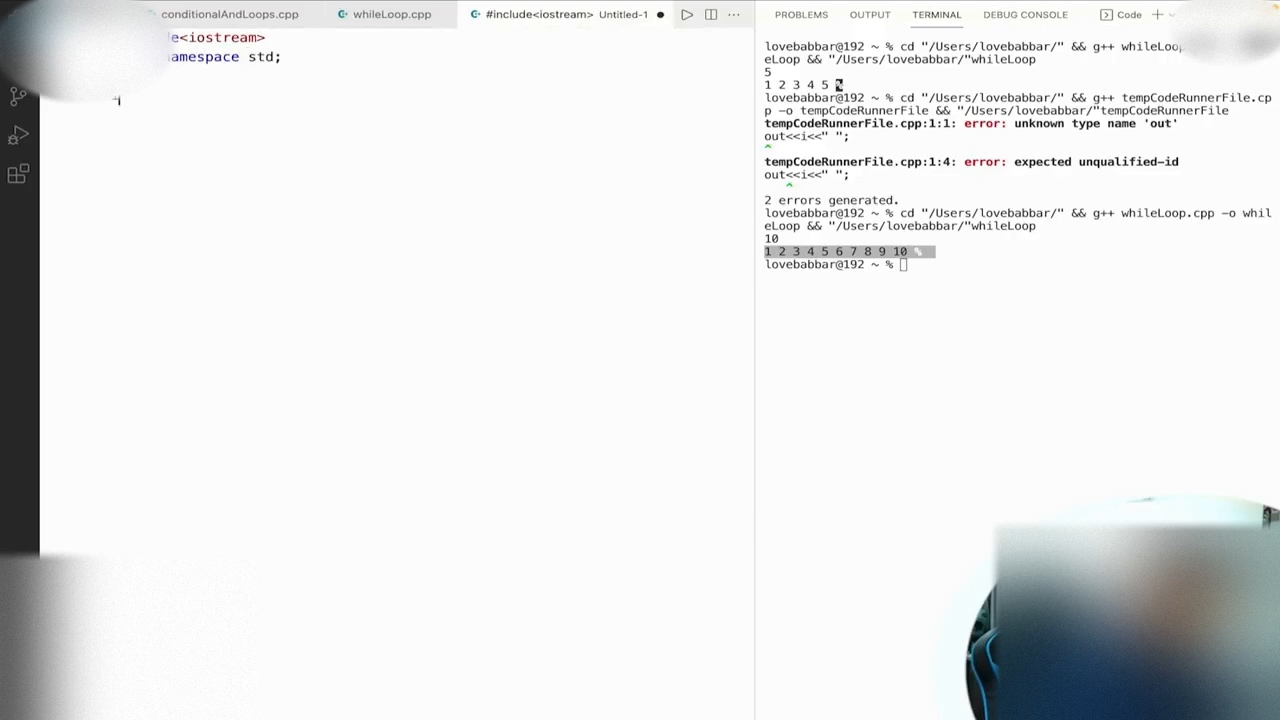 conditionalAndLoops.cpp whileLoop.cpp #include<iostream> Untitled-1
<iostream>
namespace std;
PROBLEMS OUTPUT TERMINAL DEBUG CONSOLE Code
lovebabbar@192 ~ % cd "/Users/lovebabbar/" && g++
eLoop && "/Users/lovebabbar/"whileLoop
5
1 2 3 4 5 %
lovebabbar@192 ~ % cd "/Users/lovebabbar/" && g++ tempCodeRunnerFile.cp
p -o tempCodeRunnerFile && "/Users/lovebabbar/"tempCodeRunnerFile
tempCodeRunnerFile.cpp:1:1: error: unknown type name 'out'
out<<i<<" ";
^
tempCodeRunnerFile.cpp:1:4: error: expected unqualified-id
out<<i<<" ";
^
2 errors generated.
lovebabbar@192 ~ % cd "/Users/lovebabbar/" && g++ whileLoop.cpp -o whil
eLoop && "/Users/lovebabbar/"whileLoop
10
1 2 3 4 5 6 7 8 9 10 %
lovebabbar@192 ~ %